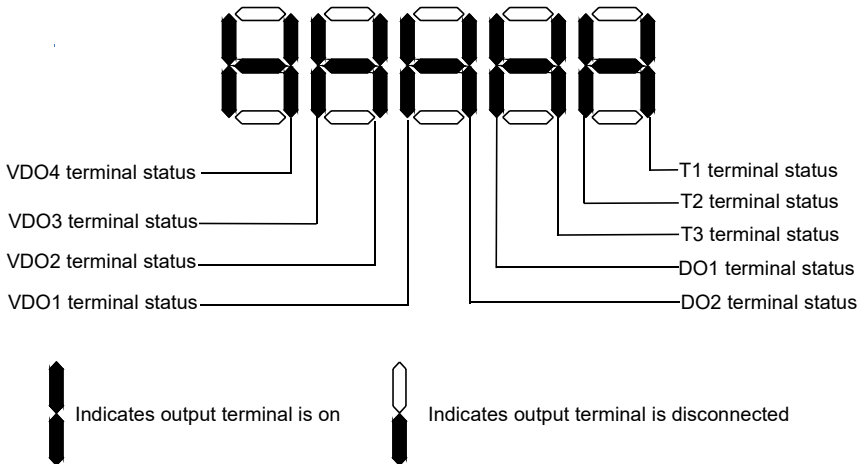 VDO4 terminal status
VDO3 terminal status
VDO2 terminal status
VDO1 terminal status
T1 terminal status
T2 terminal status
T3 terminal status
DO1 terminal status
DO2 terminal status
Indicates output terminal is on
Indicates output terminal is disconnected